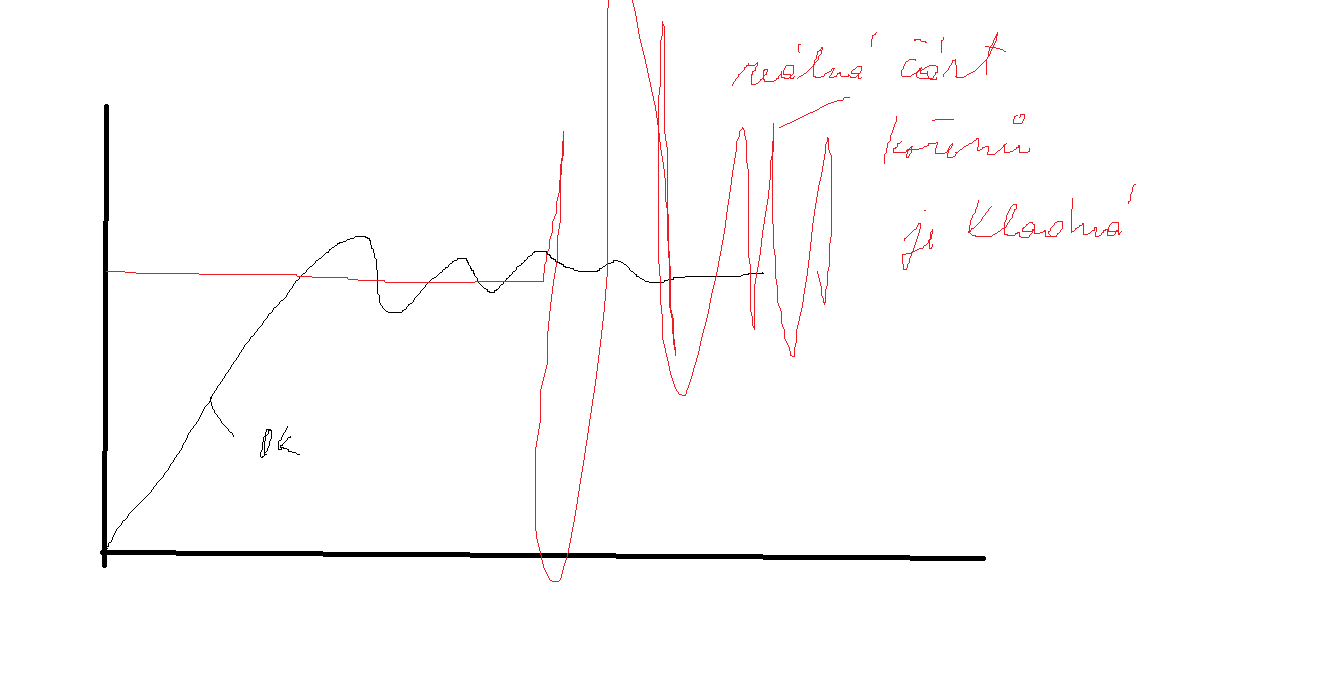 reálná část
kořenů
je kladná
OK